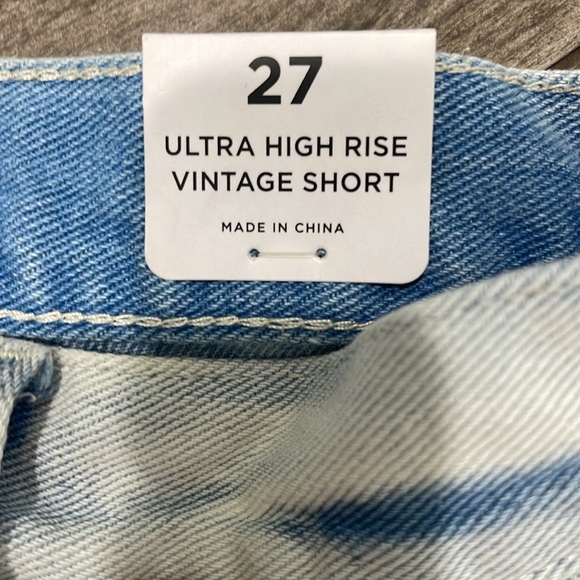 27
ULTRA HIGH RISE
VINTAGE SHORT
MADE IN CHINA